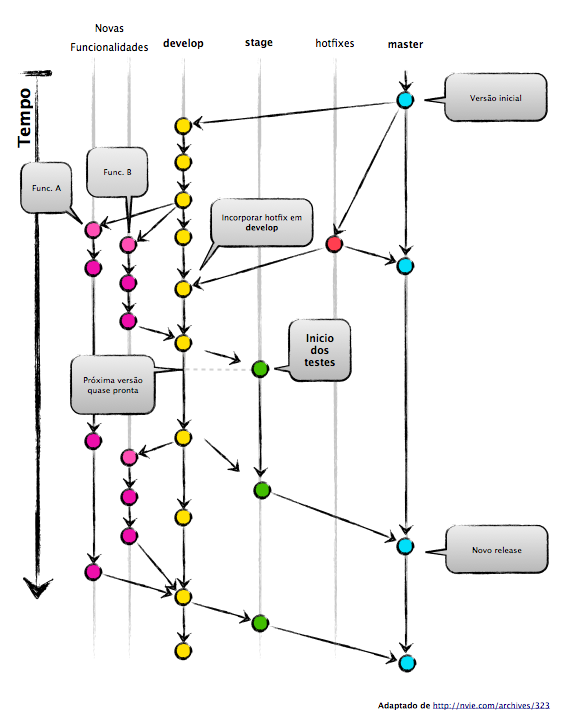 Novas
Funcionalidades
develop
stage
hotfixes
master
Tempo
Versão inicial
Func. B
Func. A
Incorporar hotfix em
develop
Inicio
dos
testes
Próxima versão
quase pronta
Novo release
Adaptado de http://nvie.com/archives/323